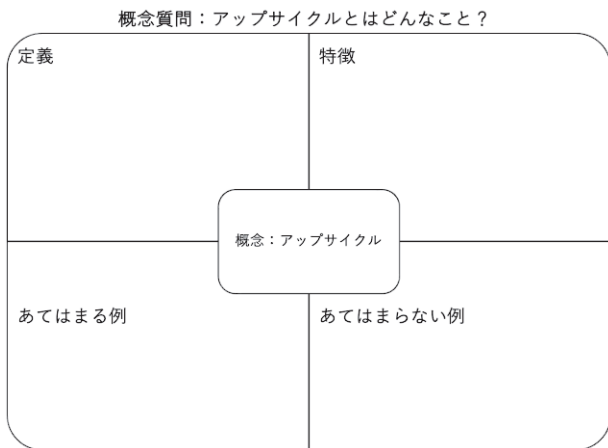 概念質問：アップサイクルとはどんなこと？
定義
特徴
概念：アップサイクル
あてはまる例
あてはまらない例